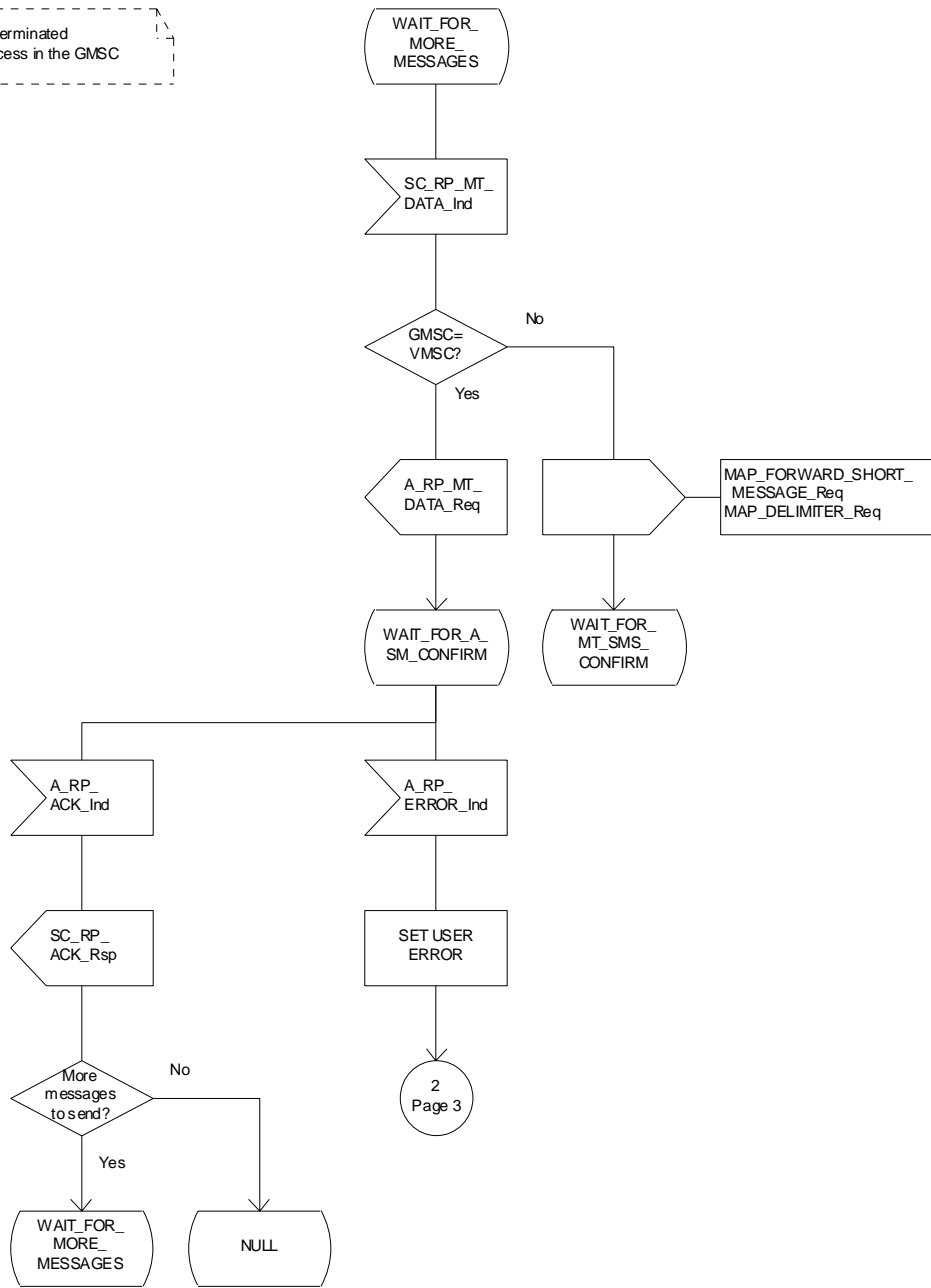 erminated
cess in the GMSC
WAIT_FOR_
MORE_
MESSAGES
SC_RP_MT_
DATA_Ind
GMSC=
VMSC?
No
Yes
A_RP_MT_
DATA_Req
MAP_FORWARD_SHORT_
MESSAGE_Req
MAP_DELIMITER_Req
WAIT_FOR_A_
SM_CONFIRM
WAIT_FOR_
MT_SMS_
CONFIRM
A_RP_
ACK_Ind
A_RP_
ERROR_Ind
SC_RP_
ACK_Rsp
SET USER
ERROR
More
messages
to send?
No
Yes
2
Page 3
WAIT_FOR_
MORE_
MESSAGES
NULL